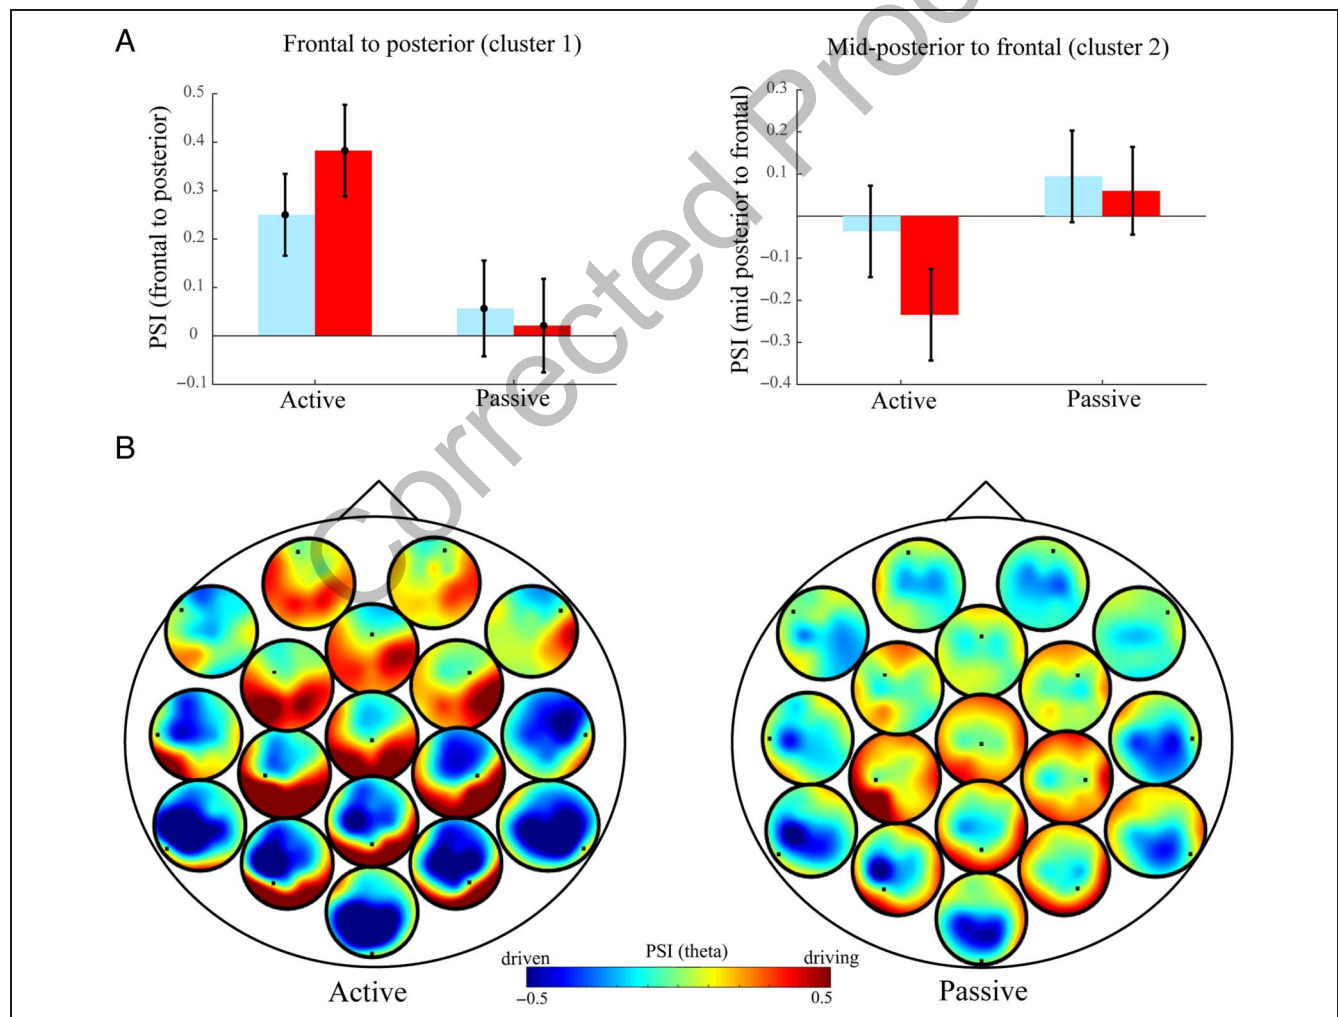 A
Frontal to posterior (cluster 1)
Mid-posterior to frontal (cluster 2)
PSI (frontal to posterior)
0.5
0.4
0.3
0.2
0.1
0
−0.1
Active
Passive
PSI (mid posterior to frontal)
0.3
0.2
0.1
−0.1
−0.2
−0.3
−0.4
Active
Passive
Corrected Proo
B
driven
PSI (theta)
driving
−0.5
0.5
Active
Passive